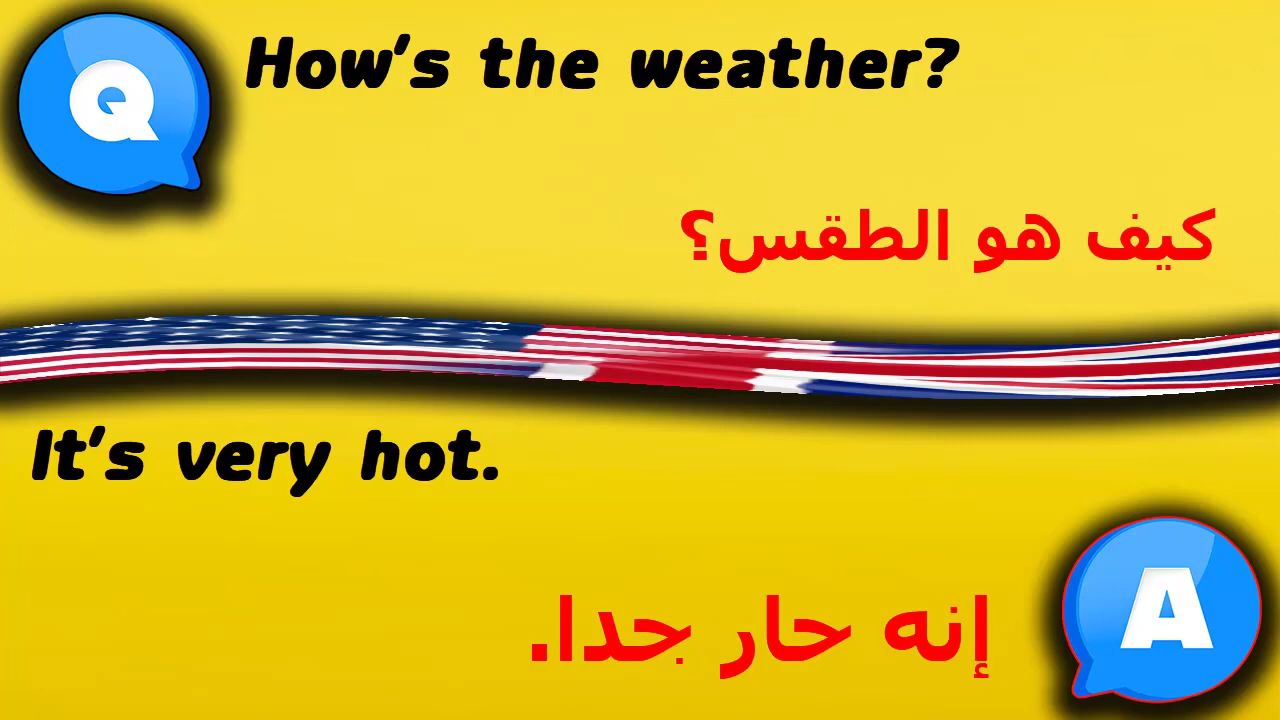 Q
How's the weather?
كيف هو الطقس؟
It's very hot.
إنه حار جدا.
A